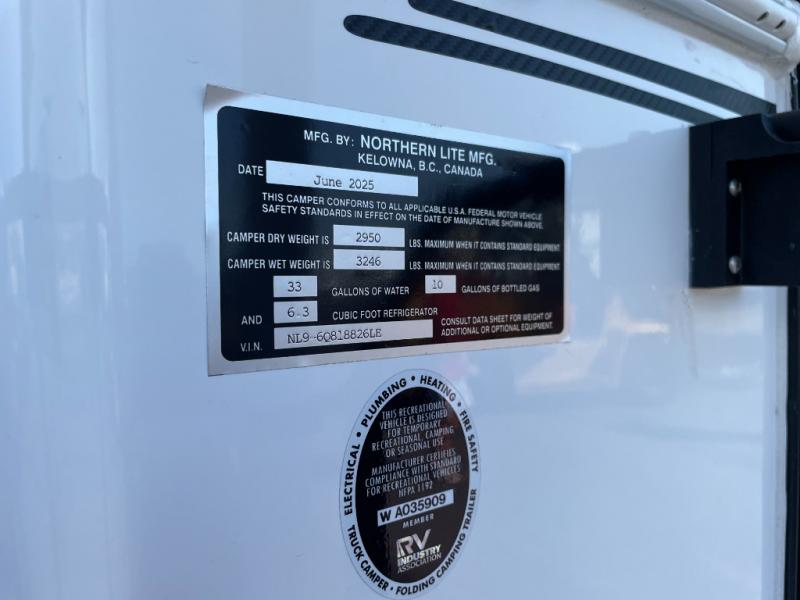 MFG. BY: NORTHERN LITE MFG.
KELOWNA, B.C., CANADA
DATE June 2025
THIS CAMPER CONFORMS TO ALL APPLICABLE U.S.A. FEDERAL MOTOR VEHICLE
SAFETY STANDARDS IN EFFECT ON THE DATE OF MANUFACTURE SHOWN ABOVE.
CAMPER DRY WEIGHT IS 2950 LBS. MAXIMUM WHEN IT CONTAINS STANDARD EQUIPMENT
CAMPER WET WEIGHT IS 3246 LBS. MAXIMUM WHEN IT CONTAINS STANDARD EQUIPMENT,
33 GALLONS OF WATER 10 GALLONS OF BOTTLED GAS
AND 6.3 CUBIC FOOT REFRIGERATOR
CONSULT DATA SHEET FOR WEIGHT OF
ADDITIONAL OR OPTIONAL EQUIPMENT.
V.I.N. NL9-6Q818826LE
ELECTRICAL • PLUMBING • HEATING • FIRE SAFETY
THIS RECREATIONAL
VEHICLE IS DESIGNED
FOR TEMPORARY
RECREATIONAL, CAMPING
OR SEASONAL USE
MANUFACTURER CERTIFIES
COMPLIANCE WITH STANDARD
FOR RECREATIONAL VEHICLES
NFPA 1192
W A035909
MEMBER
RV
INDUSTRY
ASSOCIATION
TRUCK CAMPER • FOLDING CAMPING TRAILER